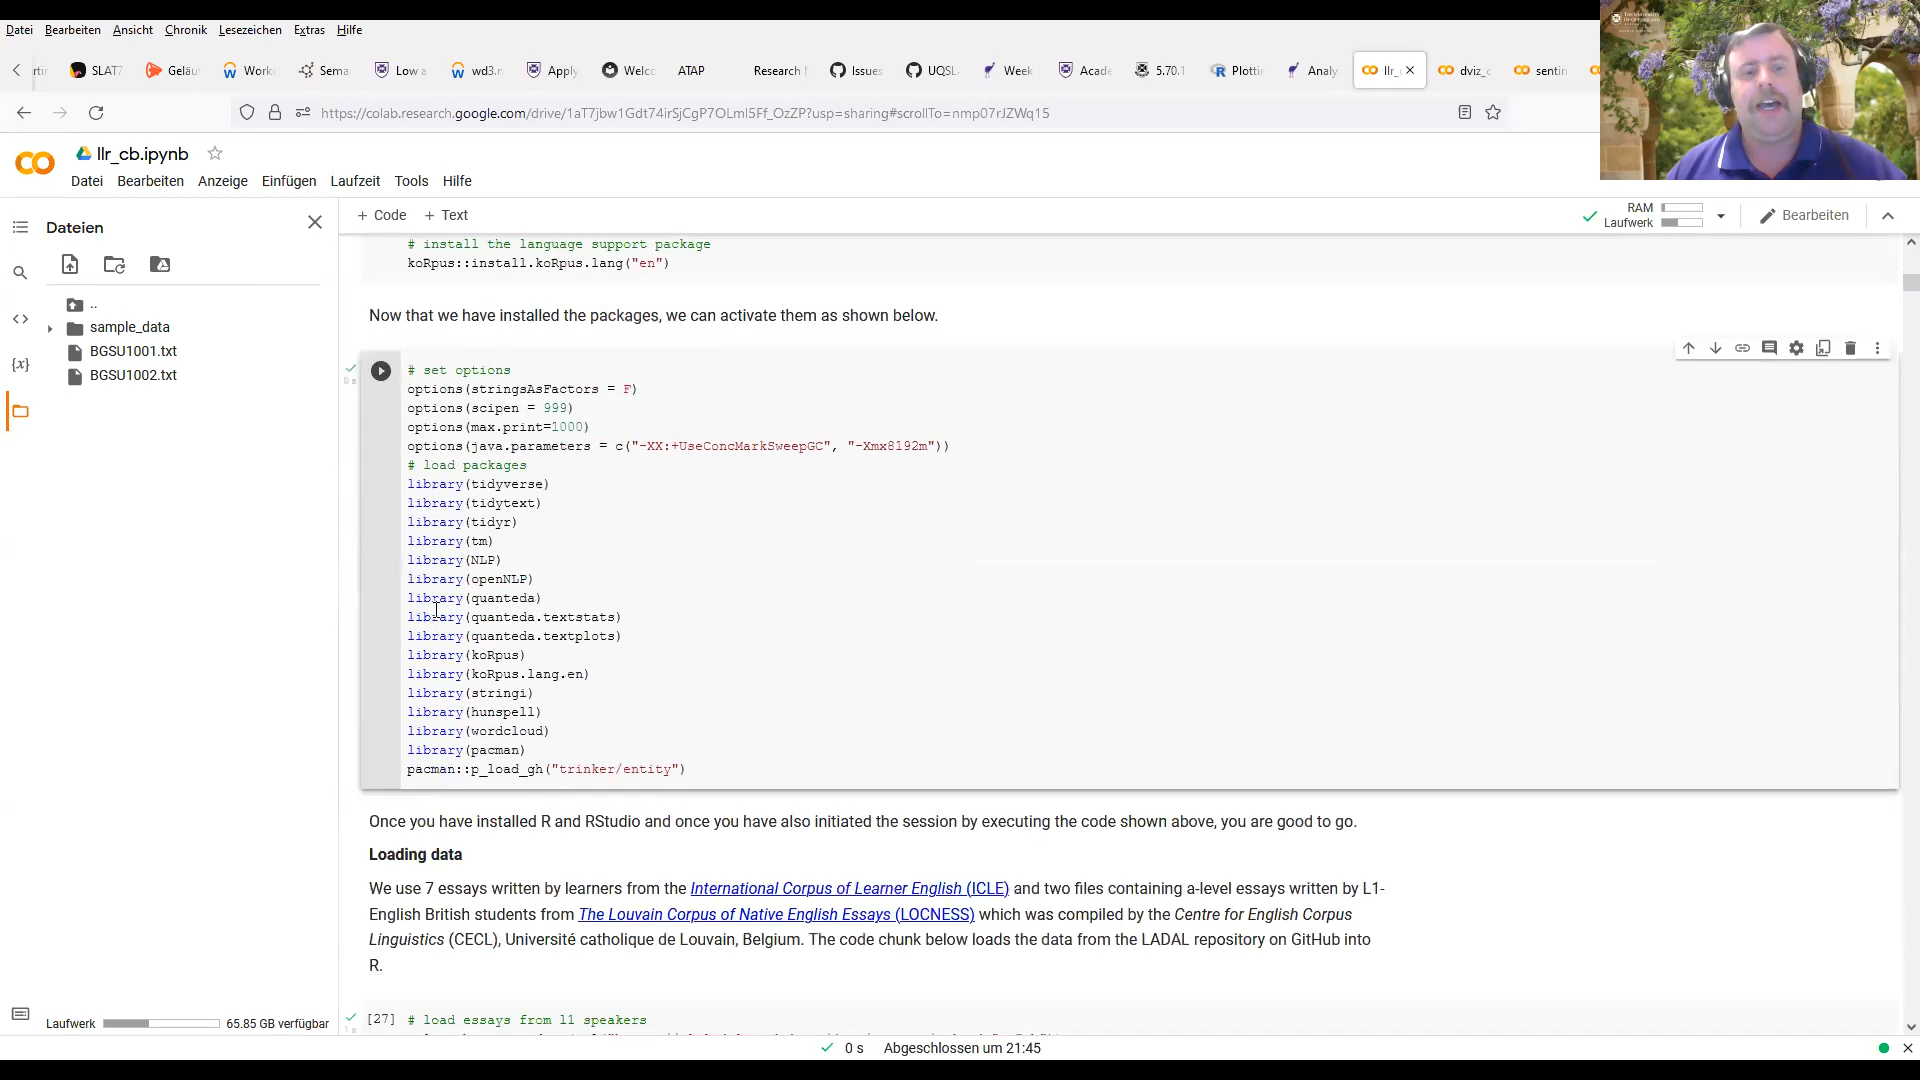 Datei Bearbeiten Ansicht Chronik Lesezeichen Extras Hilfe
SLAT7 Geläu Work Sema Low a wd3.n Apply Welc ATAP Research Issues UQSL Week Acade 5.70.1 Plottin Analy llr_ dviz_c sentin
https://colab.research.google.com/drive/1aT7jbw1Gdt74irSjCgP7OLml5Ff_OzZP?usp=sharing#scrollTo=nmp07rJZWq15
llr_cb.ipynb
Datei Bearbeiten Anzeige Einfügen Laufzeit Tools Hilfe
+ Code + Text
RAM
Laufwerk
Bearbeiten
Dateien
..
sample_data
BGSU1001.txt
BGSU1002.txt
Laufwerk 65.85 GB verfügbar
# install the language support package
koRpus::install.koRpus.lang("en")
Now that we have installed the packages, we can activate them as shown below.
# set options
options(stringsAsFactors = F)
options(scipen = 999)
options(max.print=1000)
options(java.parameters = c("-XX:+UseConcMarkSweepGC", "-Xmx8192m"))
# load packages
library(tidyverse)
library(tidytext)
library(tidyr)
library(tm)
library(NLP)
library(openNLP)
library(quanteda)
library(quanteda.textstats)
library(quanteda.textplots)
library(koRpus)
library(koRpus.lang.en)
library(stringi)
library(hunspell)
library(wordcloud)
library(pacman)
pacman::p_load_gh("trinker/entity")
Once you have installed R and RStudio and once you have also initiated the session by executing the code shown above, you are good to go.
Loading data
We use 7 essays written by learners from the International Corpus of Learner English (ICLE) and two files containing a-level essays written by L1-
English British students from The Louvain Corpus of Native English Essays (LOCNESS) which was compiled by the Centre for English Corpus
Linguistics (CECL), Université catholique de Louvain, Belgium. The code chunk below loads the data from the LADAL repository on GitHub into
R.
[27] # load essays from l1 speakers
0 s Abgeschlossen um 21:45